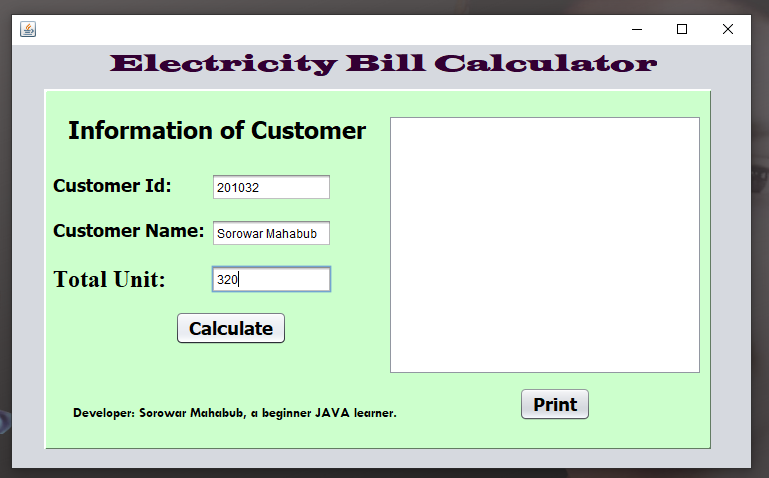 Electricity Bill Calculator
Information of Customer
Customer Id: 201032
Customer Name: Sorowar Mahabub
Total Unit: 320
Calculate
Print
Developer: Sorowar Mahabub, a beginner JAVA learner.